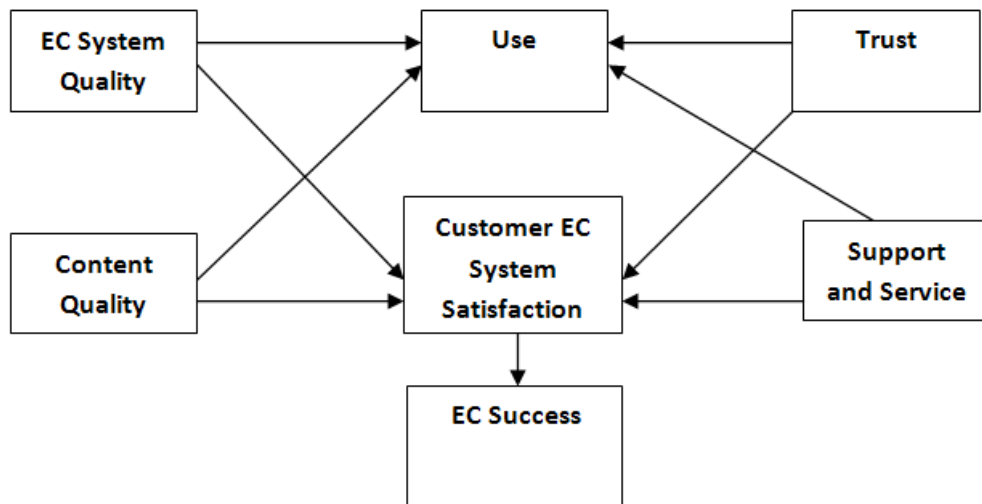 EC System
Quality
Use
Trust
Content
Quality
Customer EC
System
Satisfaction
Support
and Service
EC Success